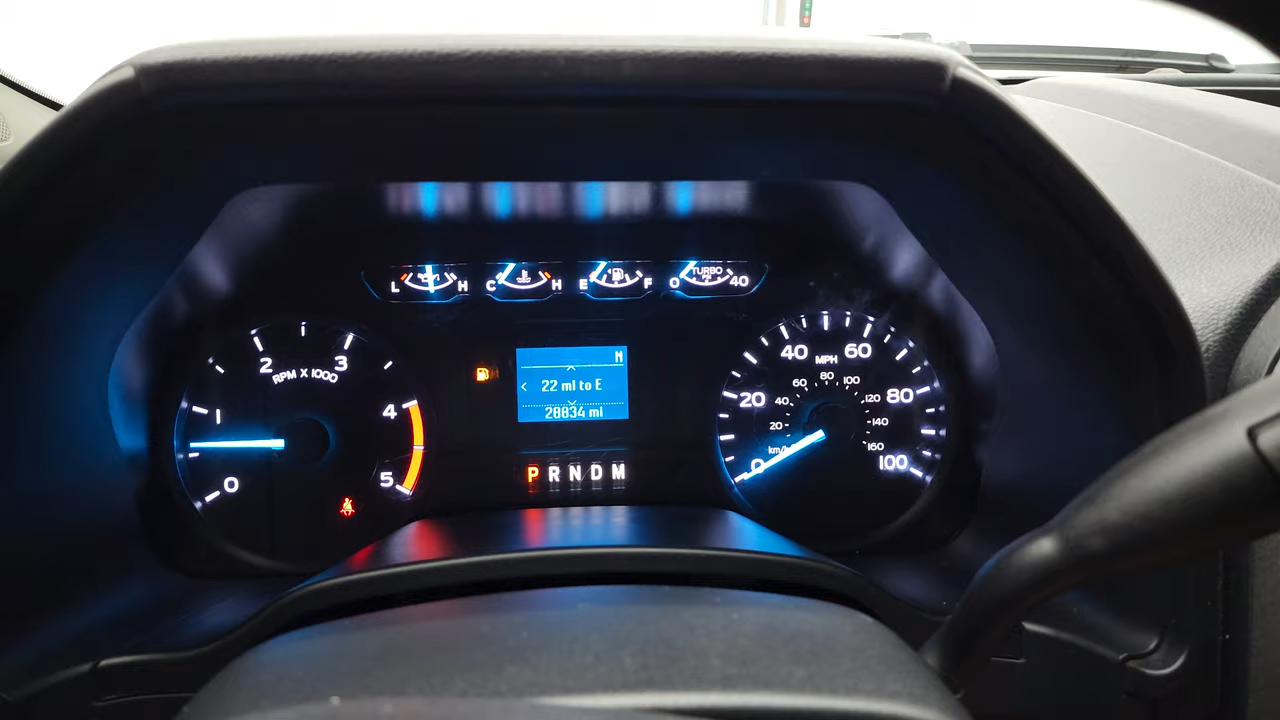 L H C H E F 0 TURBO PSI 40
2 3
RPM X 1000
1 4
0 5
N
22 mi to E
28834 mi
P R N D M
40 MPH 60
20 80
0 100
60 80 100
40 120
20 140
km/h 160